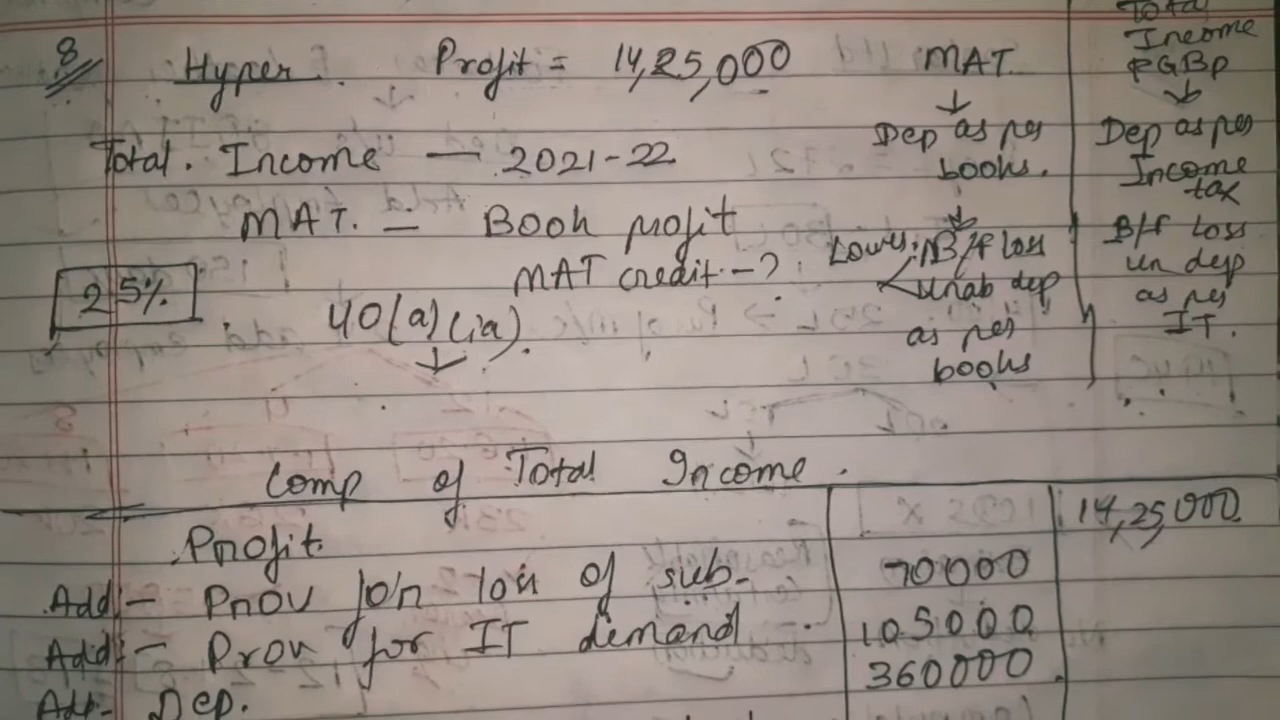 8 Hyper. Profit = 14,25,000
Total. Income — 2021-22
MAT. — Book profit
MAT credit - ?
25%
40(a)(ia).
↓
MAT.
↓
Dep as per
books.
↓
Lower. B/f loss
unab dep
as per
books
Total
Income
PGBP
↓
Dep as per
Income
tax
B/f Loss
un dep
as per
IT.
Comp of Total Income.
Profit. 14,25,000
Add:- Prov for loss of sub- 70000
Add:- Prov for IT demand 105000
Add- Dep. 360000